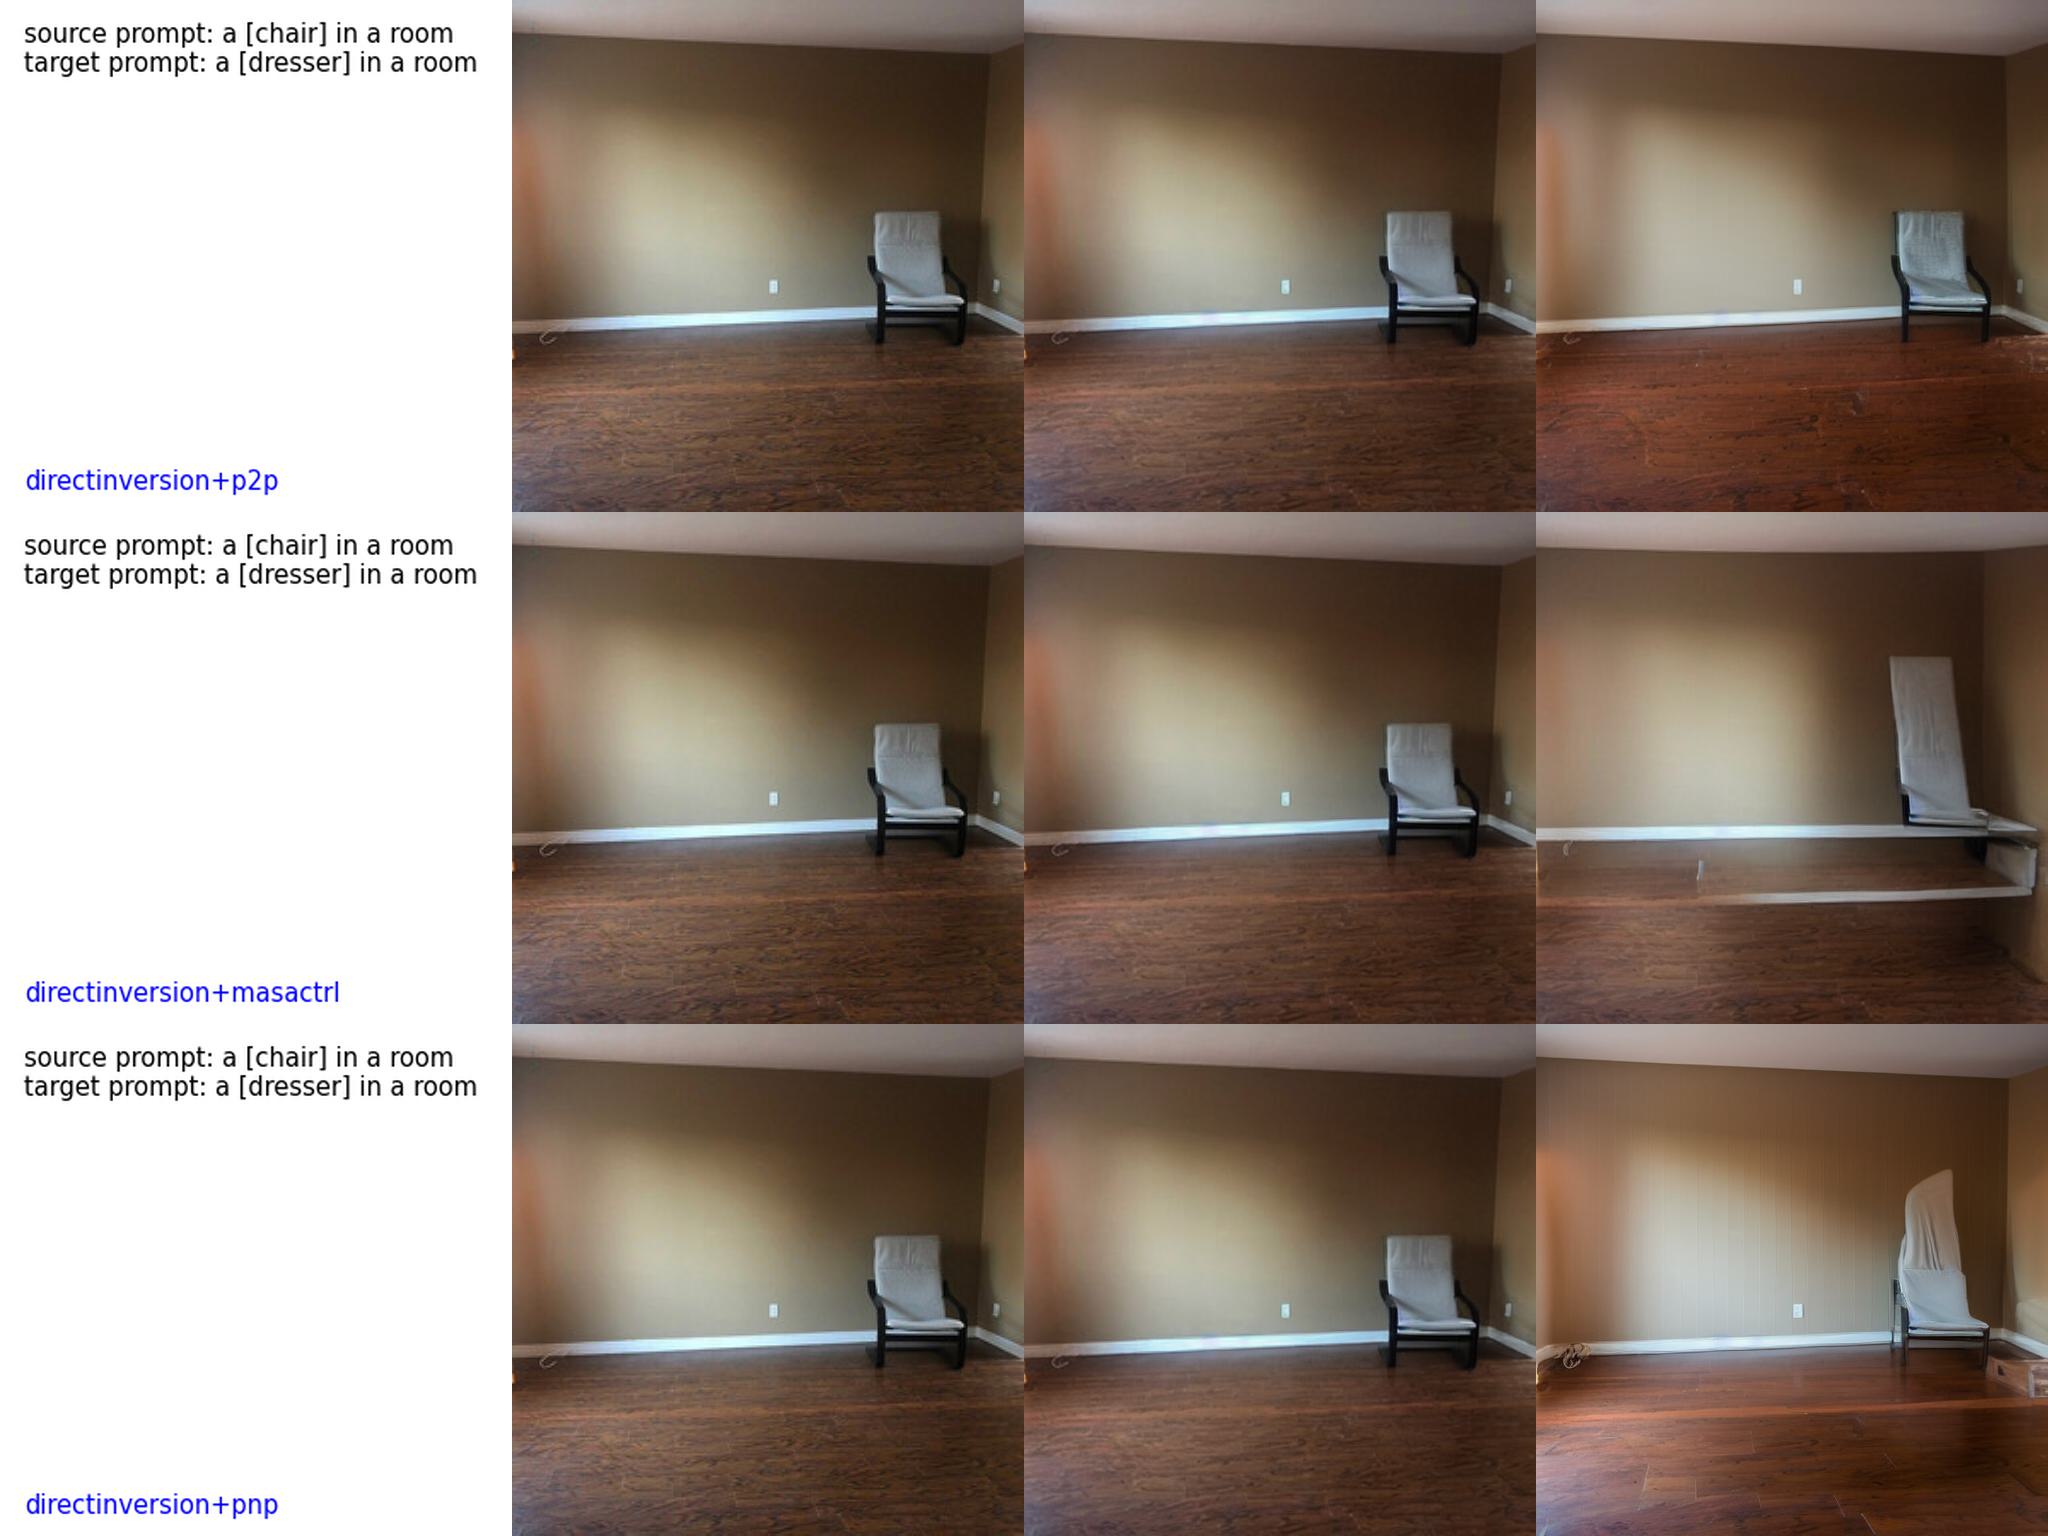 source prompt: a [chair] in a room
target prompt: a [dresser] in a room
directinversion+p2p
source prompt: a [chair] in a room
target prompt: a [dresser] in a room
directinversion+masactrl
source prompt: a [chair] in a room
target prompt: a [dresser] in a room
directinversion+pnp